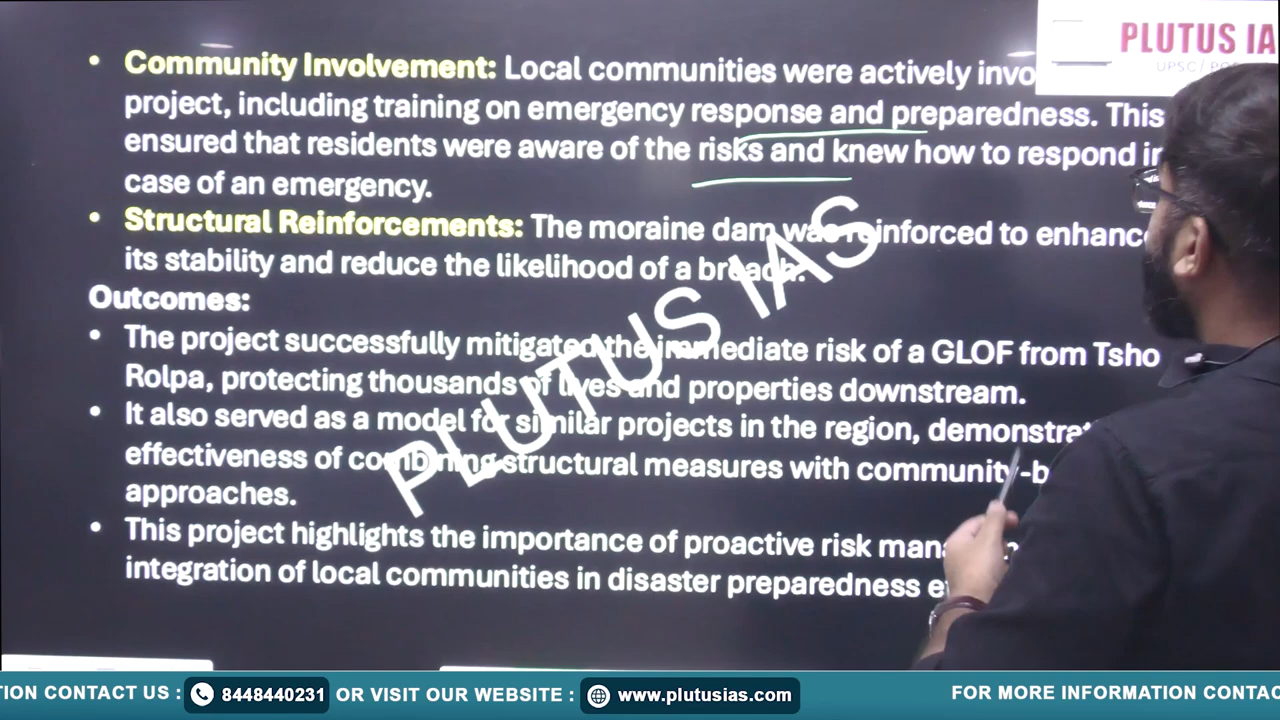 PLUTUS IA
UPSC/
• Community Involvement: Local communities were actively
project, including training on emergency response and preparedness. This
ensured that residents were aware of the risks and knew how to respond
case of an emergency.
• Structural Reinforcements: The moraine dam was reinforced to
its stability and reduce the likelihood of a breach.
Outcomes:
• The project successfully mitigated the immediate risk of a GLOF from Tsho
Rolpa, protecting thousands of lives and properties downstream.
• It also served as a model for similar projects in the region,
effectiveness of combining structural measures with
approaches.
• This project highlights the importance of proactive risk
integration of local communities in disaster preparedness
PLUTUS IAS
TION CONTACT US : 8448440231 OR VISIT OUR WEBSITE : www.plutusias.com FOR MORE INFORMATION CONTAC